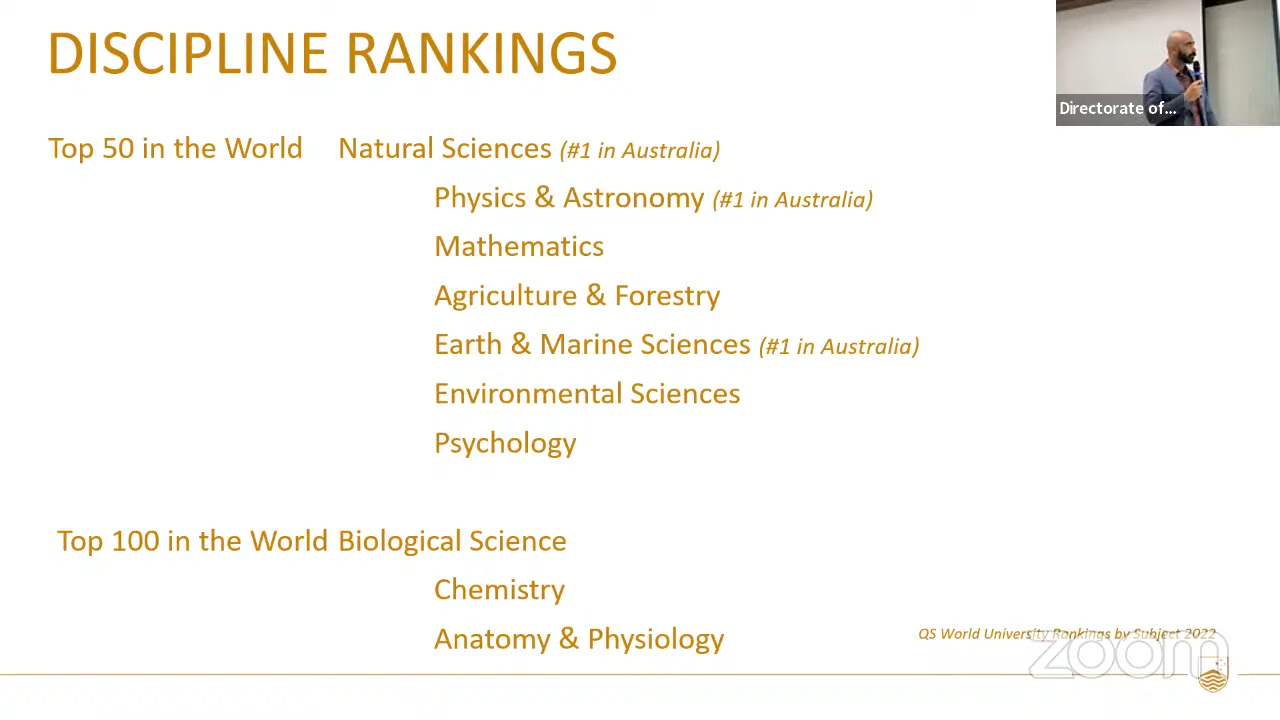 DISCIPLINE RANKINGS
Directorate of...
Top 50 in the World Natural Sciences (#1 in Australia)
Physics & Astronomy (#1 in Australia)
Mathematics
Agriculture & Forestry
Earth & Marine Sciences (#1 in Australia)
Environmental Sciences
Psychology
Top 100 in the World Biological Science
Chemistry
Anatomy & Physiology
QS World University Rankings by Subject 2022
zoom